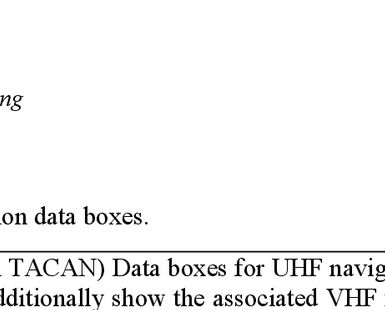 ng
on data boxes.
TACAN) Data boxes for UHF navig
dditionally show the associated VHF